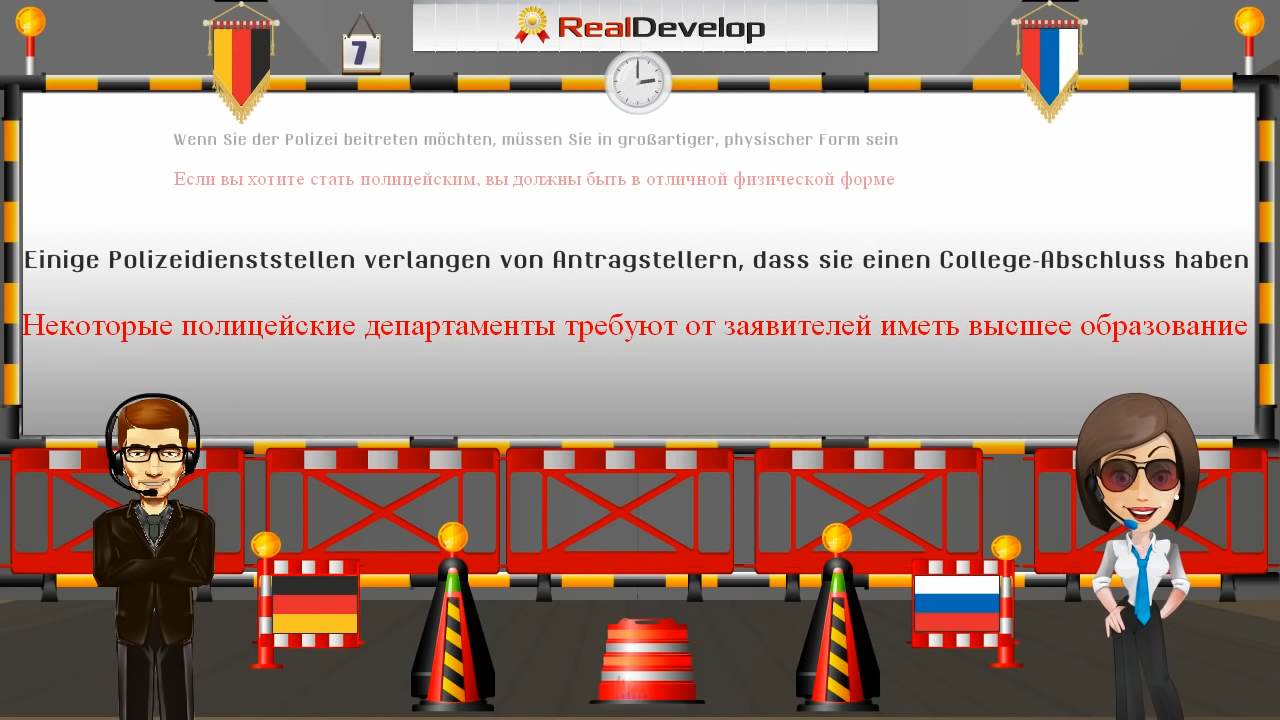 RealDevelop
7
Wenn Sie der Polizei beitreten möchten, müssen Sie in großartiger, physischer Form sein
Если вы хотите стать полицейским, вы должны быть в отличной физической форме
Einige Polizeidienststellen verlangen von Antragstellern, dass sie einen College-Abschluss haben
Некоторые полицейские департаменты требуют от заявителей иметь высшее образование